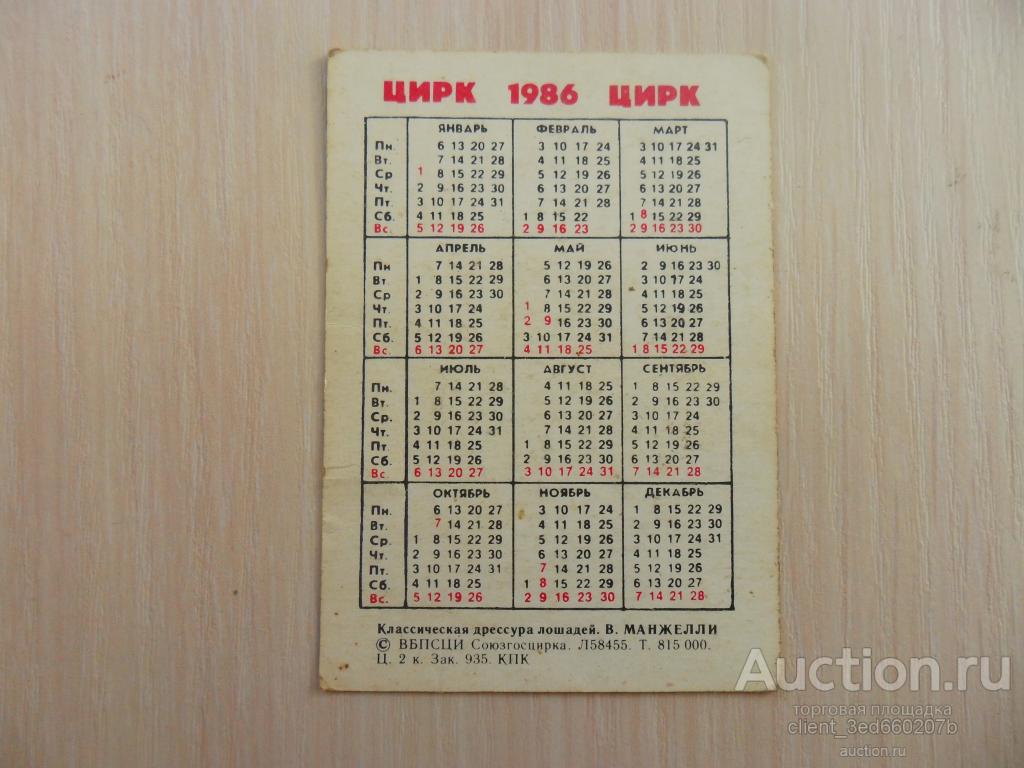 ЦИРК 1986 ЦИРК
ЯНВАРЬ ФЕВРАЛЬ МАРТ
Пн. 6 13 20 27 3 10 17 24 3 10 17 24 31
Вт. 7 14 21 28 4 11 18 25 4 11 18 25
Ср 1 8 15 22 29 5 12 19 26 5 12 19 26
Чт. 2 9 16 23 30 6 13 20 27 6 13 20 27
Пт. 3 10 17 24 31 7 14 21 28 7 14 21 28
Сб. 4 11 18 25 1 8 15 22 1 8 15 22 29
Вс. 5 12 19 26 2 9 16 23 2 9 16 23 30
АПРЕЛЬ МАЙ ИЮНЬ
Пн 7 14 21 28 5 12 19 26 2 9 16 23 30
Вт 1 8 15 22 29 6 13 20 27 3 10 17 24
Ср 2 9 16 23 30 7 14 21 28 4 11 18 25
Чт. 3 10 17 24 1 8 15 22 29 5 12 19 26
Пт. 4 11 18 25 2 9 16 23 30 6 13 20 27
Сб. 5 12 19 26 3 10 17 24 31 7 14 21 28
Вс. 6 13 20 27 4 11 18 25 1 8 15 22 29
ИЮЛЬ АВГУСТ СЕНТЯБРЬ
Пн. 7 14 21 28 4 11 18 25 1 8 15 22 29
Вт. 1 8 15 22 29 5 12 19 26 2 9 16 23 30
Ср. 2 9 16 23 30 6 13 20 27 3 10 17 24
Чт. 3 10 17 24 31 7 14 21 28 4 11 18 25
Пт 4 11 18 25 1 8 15 22 29 5 12 19 26
Сб. 5 12 19 26 2 9 16 23 30 6 13 20 27
Вс. 6 13 20 27 3 10 17 24 31 7 14 21 28
ОКТЯБРЬ НОЯБРЬ ДЕКАБРЬ
Пн. 6 13 20 27 3 10 17 24 1 8 15 22 29
Вт. 7 14 21 28 4 11 18 25 2 9 16 23 30
Ср. 1 8 15 22 29 5 12 19 26 3 10 17 24 31
Чт. 2 9 16 23 30 6 13 20 27 4 11 18 25
Пт. 3 10 17 24 31 7 14 21 28 5 12 19 26
Сб. 4 11 18 25 1 8 15 22 29 6 13 20 27
Вс. 5 12 19 26 2 9 16 23 30 7 14 21 28
Классическая дрессура лошадей. В. МАНЖЕЛЛИ
© ВБПСЦИ Союзгосцирка. Л58455. Т. 815 000.
Ц. 2 к. Зак. 935. КПК
Auction.ru
торговая площадка
client_3ed660207b
auction.ru